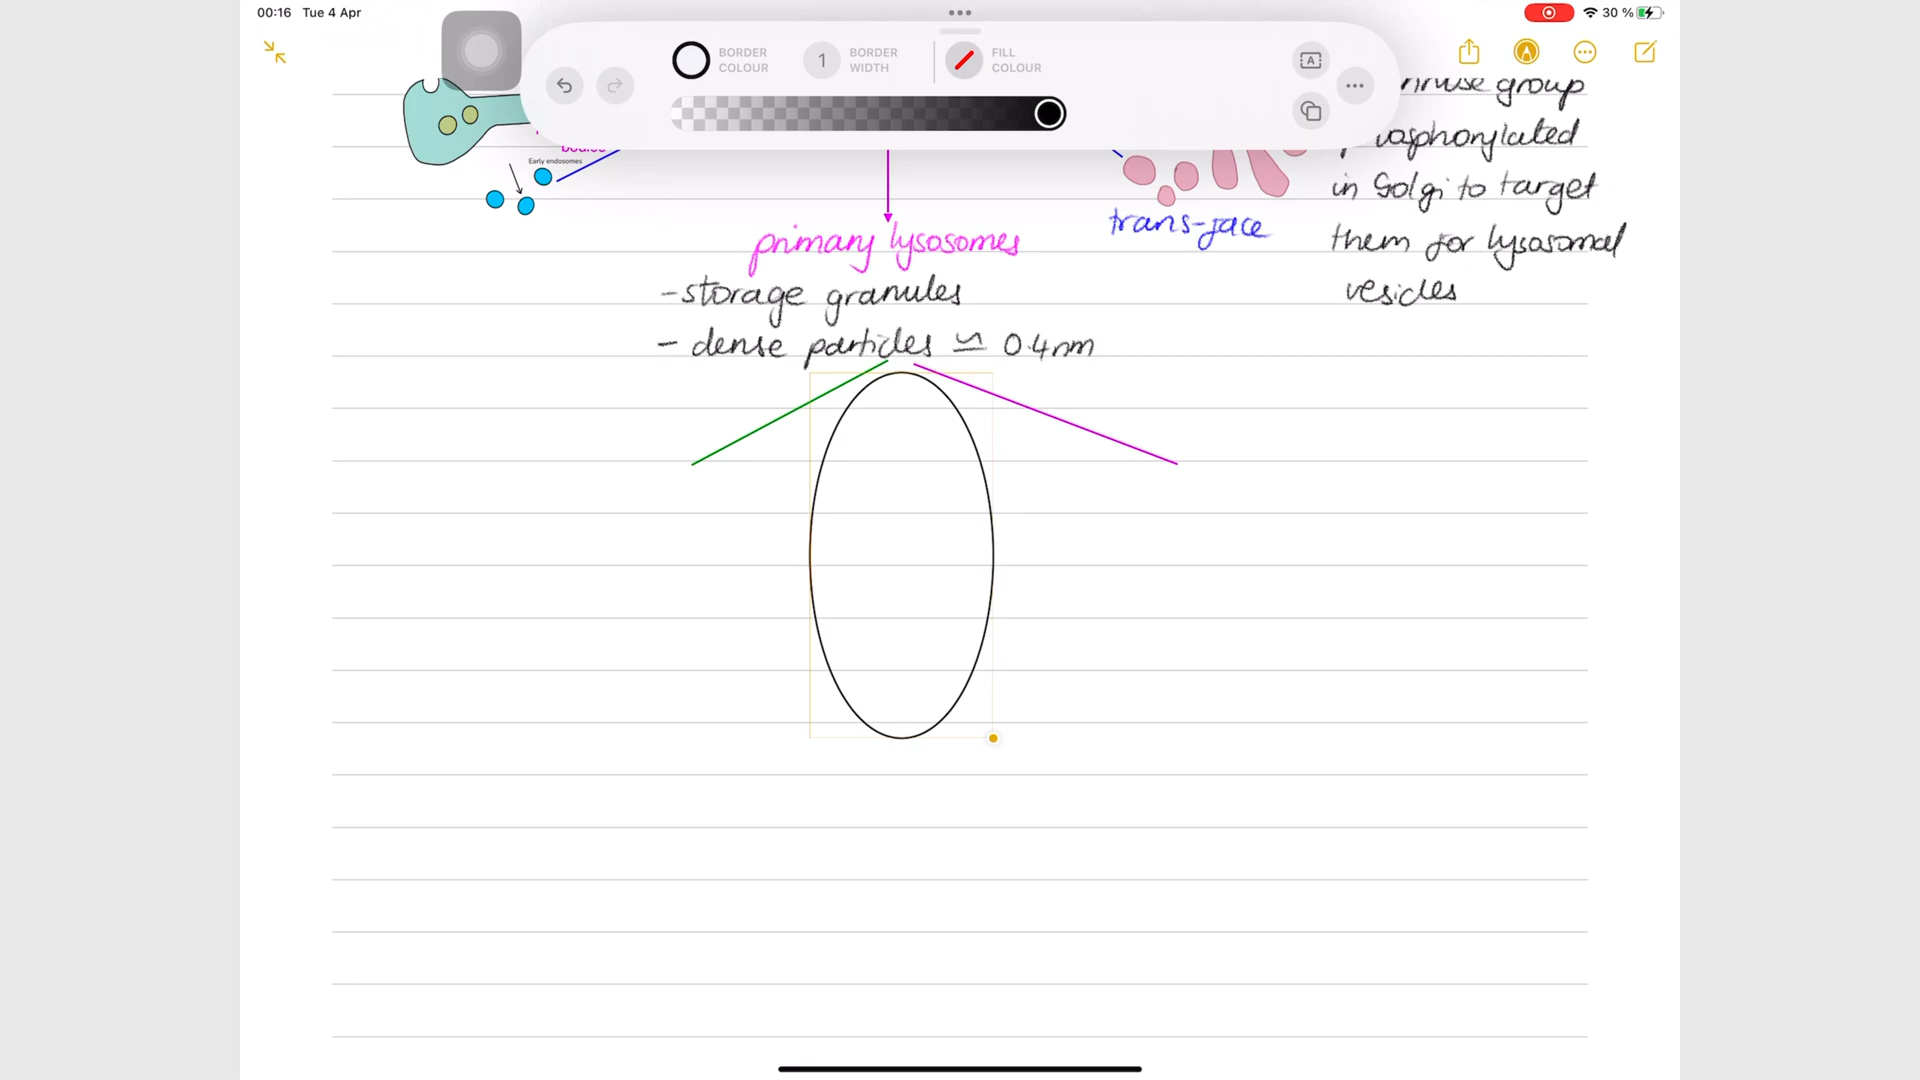 00:16 Tue 4 Apr
30 %
BORDER
COLOUR
1
BORDER
WIDTH
FILL
COLOUR
A
group
Early endosomes
in Golgi to target
trans-face
them for lysosomal
vesicles
primary lysosomes
-storage granules
- dense particles ≃ 0.4nm